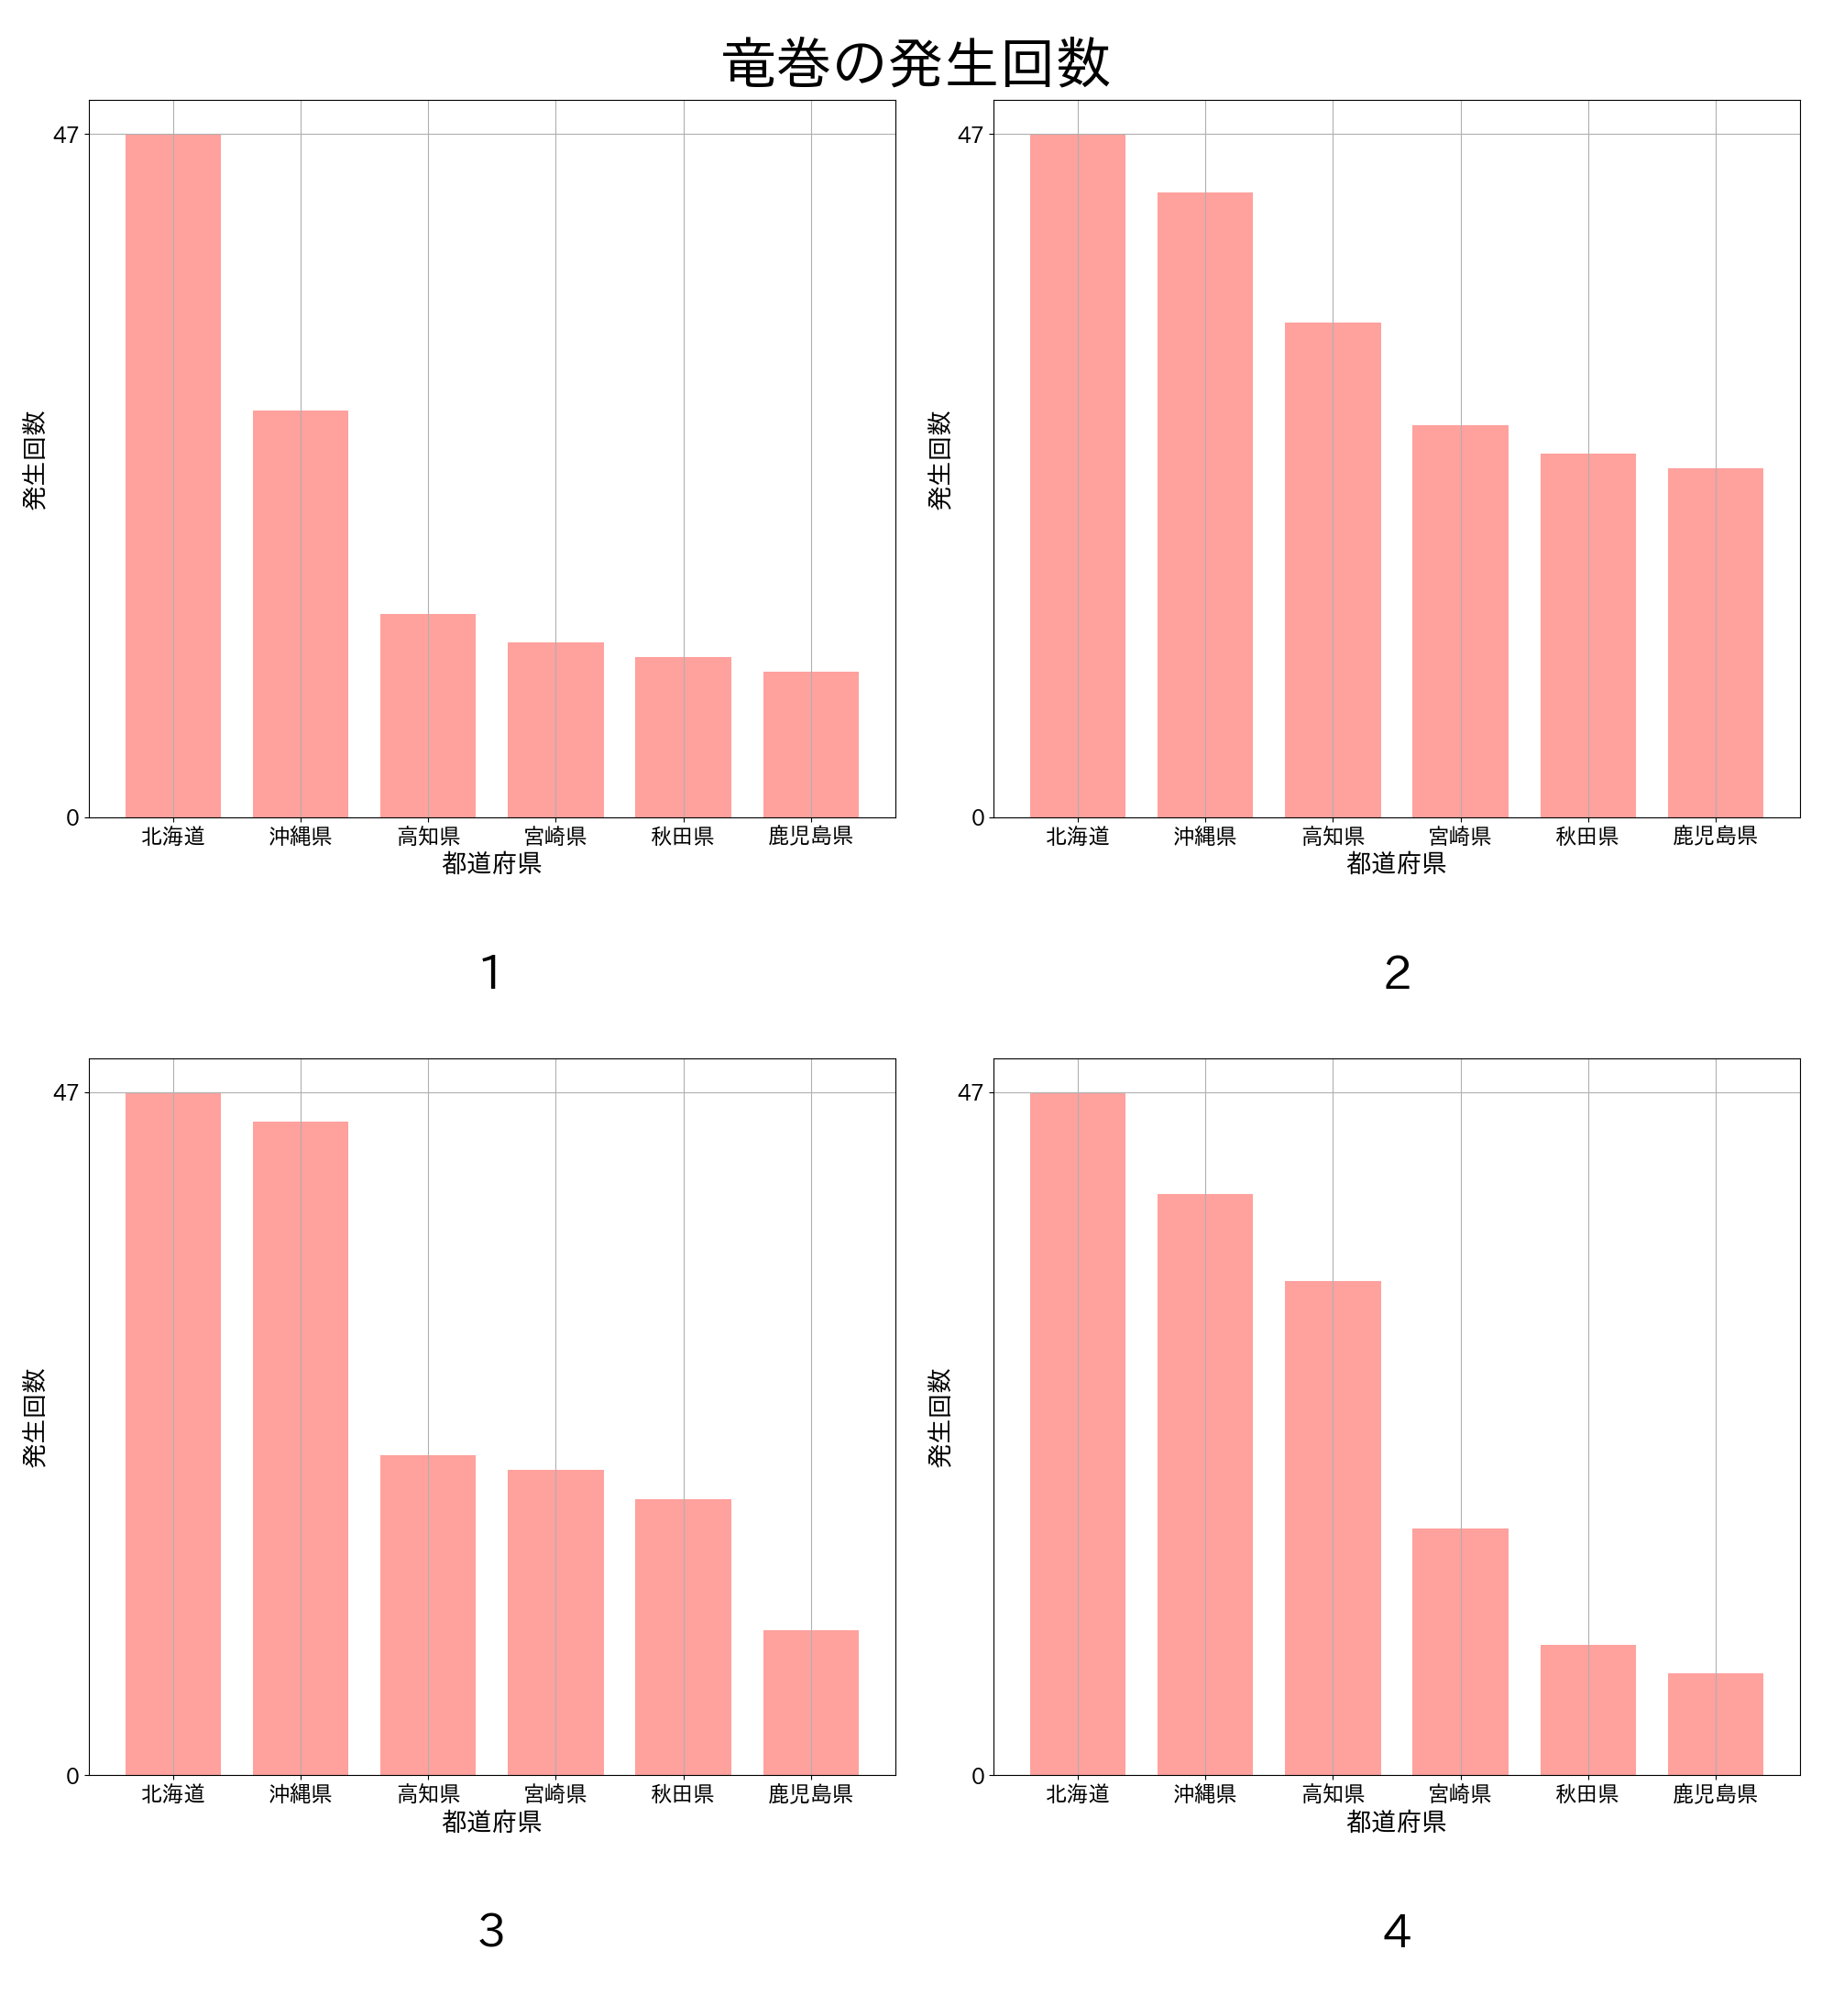 竜巻の発生回数
47
0
発生回数
北海道 沖縄県 高知県 宮崎県 秋田県 鹿児島県
都道府県
1
47
0
発生回数
北海道 沖縄県 高知県 宮崎県 秋田県 鹿児島県
都道府県
2
47
0
発生回数
北海道 沖縄県 高知県 宮崎県 秋田県 鹿児島県
都道府県
3
47
0
発生回数
北海道 沖縄県 高知県 宮崎県 秋田県 鹿児島県
都道府県
4